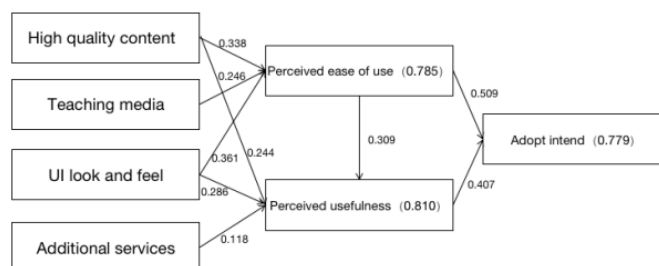 High quality content
0.338
Perceived ease of use（0.785）
0.246
Teaching media
0.509
0.309
Adopt intend（0.779）
0.244
UI look and feel
0.361
0.286
0.407
Perceived usefulness（0.810）
0.118
Additional services